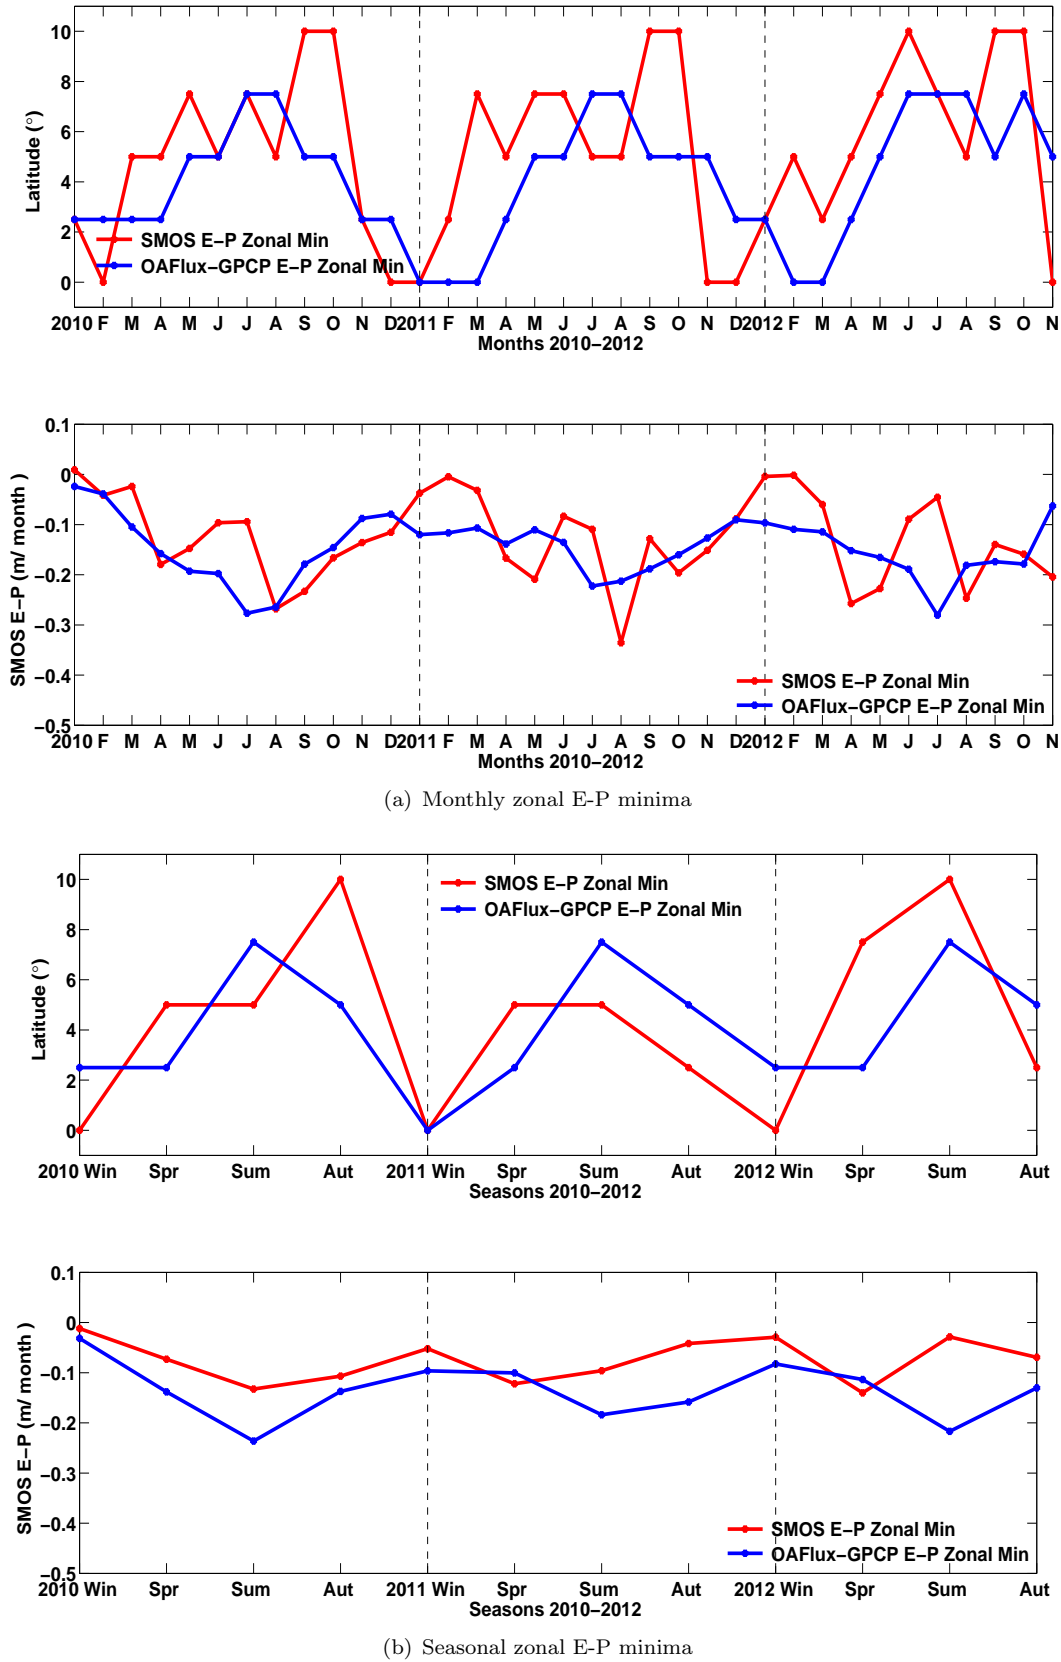 10
8
6
4
2
0
Latitude (°)
SMOS E–P Zonal Min
OAFlux–GPCP E–P Zonal Min
2010 F M A M J J A S O N D 2011 F M A M J J A S O N D 2012 F M A M J J A S O N
Months 2010–2012
0.1
0
–0.1
–0.2
–0.3
–0.4
–0.5
SMOS E–P (m/ month )
SMOS E–P Zonal Min
OAFlux–GPCP E–P Zonal Min
2010 F M A M J J A S O N D 2011 F M A M J J A S O N D 2012 F M A M J J A S O N
Months 2010–2012
(a) Monthly zonal E-P minima
10
8
6
4
2
0
Latitude (°)
SMOS E–P Zonal Min
OAFlux–GPCP E–P Zonal Min
2010 Win Spr Sum Aut 2011 Win Spr Sum Aut 2012 Win Spr Sum Aut
Seasons 2010–2012
0.1
0
–0.1
–0.2
–0.3
–0.4
–0.5
SMOS E–P (m/ month )
SMOS E–P Zonal Min
OAFlux–GPCP E–P Zonal Min
2010 Win Spr Sum Aut 2011 Win Spr Sum Aut 2012 Win Spr Sum Aut
Seasons 2010–2012
(b) Seasonal zonal E-P minima